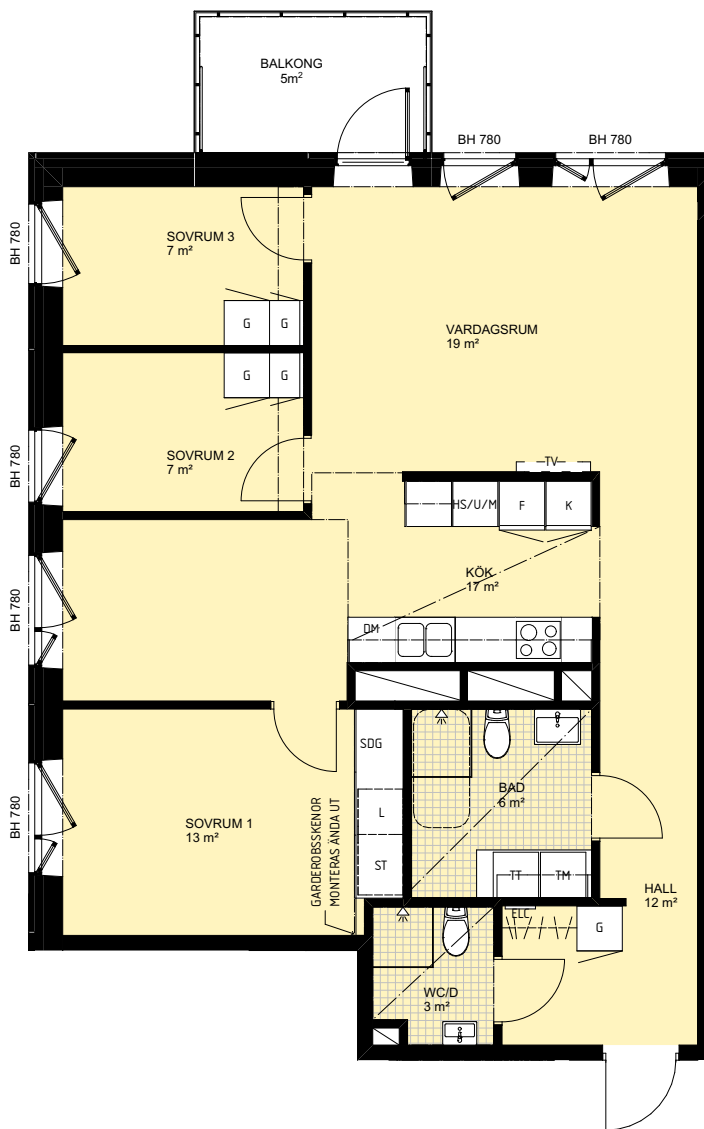 BALKONG
5m²
BH 780
BH 780
BH 780
SOVRUM 3
7 m²
G
G
VARDAGSRUM
19 m²
G
G
BH 780
SOVRUM 2
7 m²
TV
HS/U/M
F
K
KÖK
17 m²
BH 780
DM
SDG
BAD
6 m²
BH 780
SOVRUM 1
13 m²
L
ST
GARDEROBSSKENOR
MONTERAS ÄNDA UT
TT
TM
HALL
12 m²
ELC
G
WC/D
3 m²